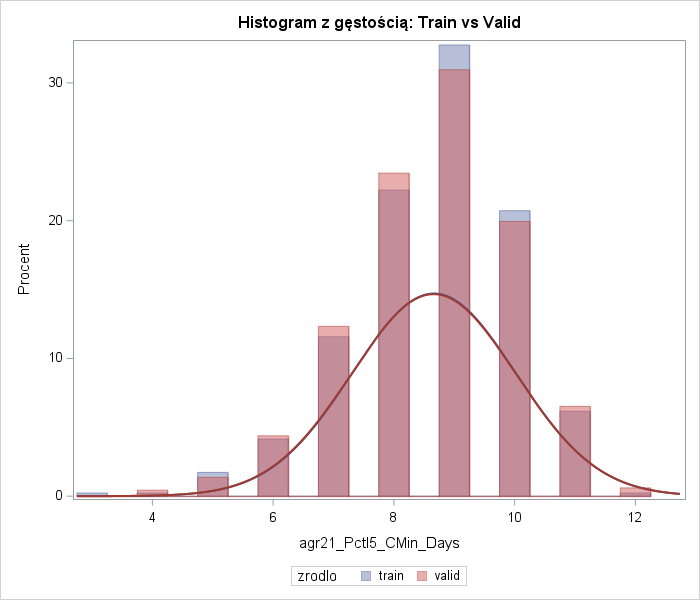 Histogram z gęstością: Train vs Valid
30
20
10
0
Procent
4 6 8 10 12
agr21_Pctl5_CMin_Days
zrodlo train valid